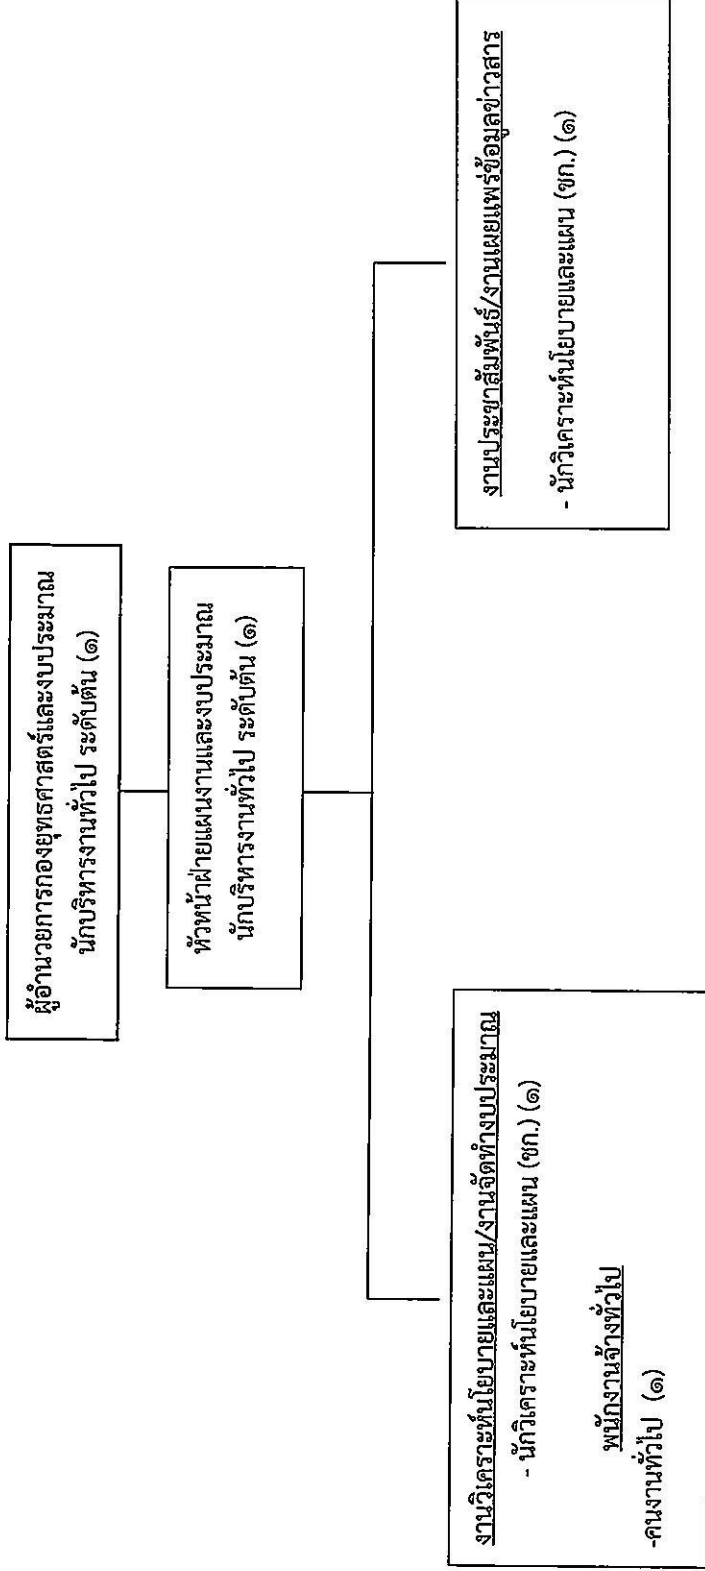 ผู้อำนวยการกองยุทธศาสตร์และงบประมาณ
นักบริหารงานทั่วไป ระดับต้น (๑)
หัวหน้าฝ่ายแผนงานและงบประมาณ
นักบริหารงานทั่วไป ระดับต้น (๑)
งานวิเคราะห์นโยบายและแผน/งานจัดทำงบประมาณ
- นักวิเคราะห์นโยบายและแผน (ชก.) (๑)
พนักงานจ้างทั่วไป
-คนงานทั่วไป (๑)
งานประชาสัมพันธ์/งานเผยแพร่ข้อมูลข่าวสาร
- นักวิเคราะห์นโยบายและแผน (ชก.) (๑)